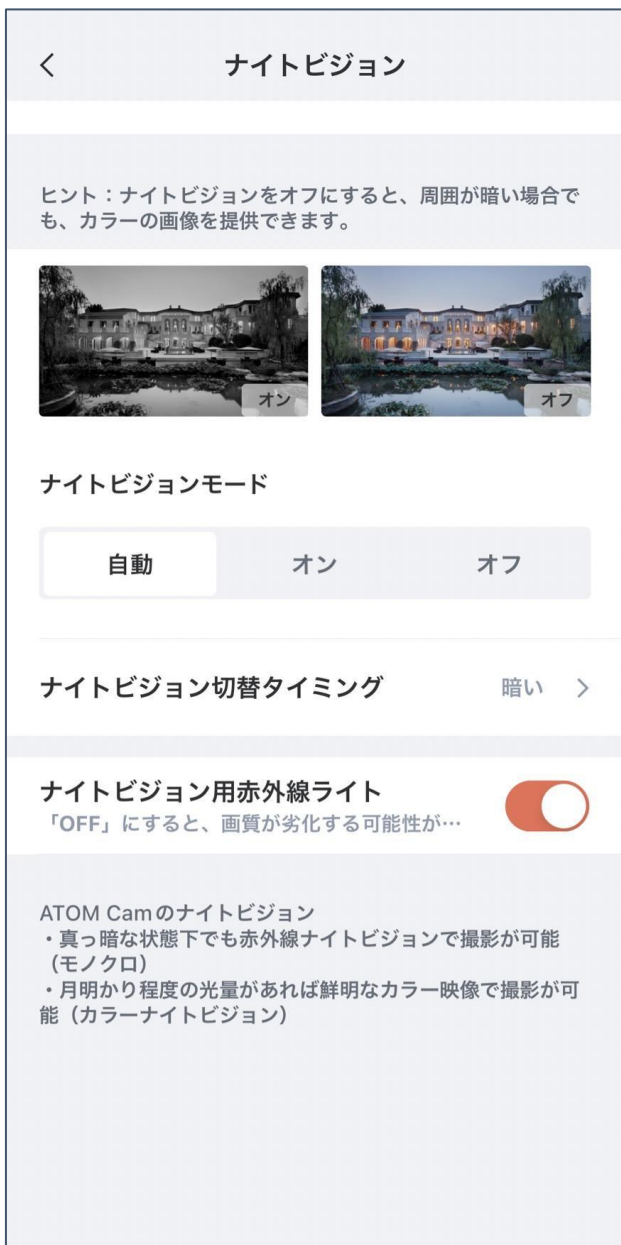 ナイトビジョン
ヒント：ナイトビジョンをオフにすると、周囲が暗い場合で
も、カラーの画像を提供できます。
オン
オフ
ナイトビジョンモード
自動
オン
オフ
ナイトビジョン切替タイミング
暗い
ナイトビジョン用赤外線ライト
「OFF」にすると、画質が劣化する可能性が…
ATOM Camのナイトビジョン
・真っ暗な状態下でも赤外線ナイトビジョンで撮影が可能
（モノクロ）
・月明かり程度の光量があれば鮮明なカラー映像で撮影が可
能（カラーナイトビジョン）